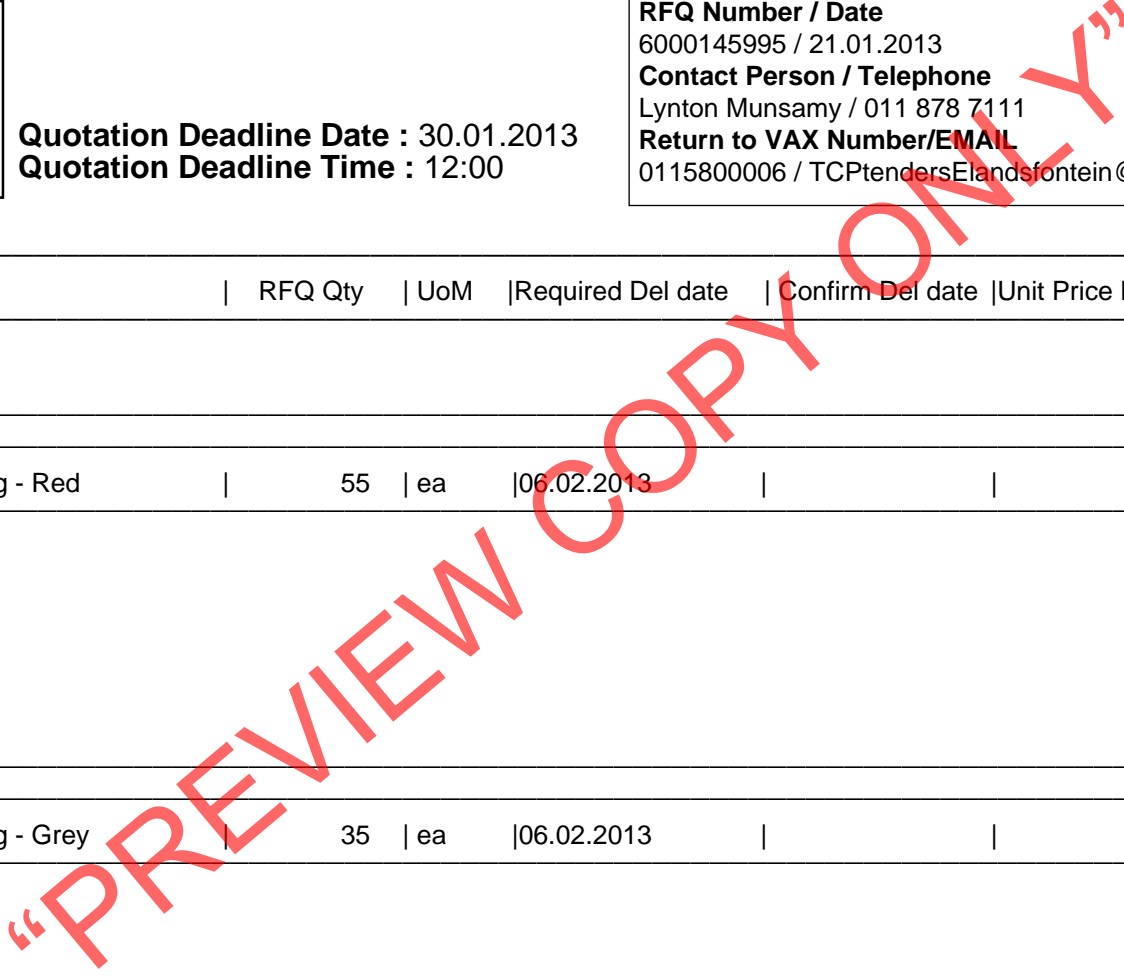 RFQ Number / Date
6000145995 / 21.01.2013
Contact Person / Telephone
Lynton Munsamy / 011 878 7111
Return to VAX Number/EMAIL
0115800006 / TCPtendersElandsfontein@
Quotation Deadline Date : 30.01.2013
Quotation Deadline Time : 12:00
| RFQ Qty | UoM |Required Del date | Confirm Del date |Unit Price
g - Red | 55 | ea |06.02.2013 | |
g - Grey | 35 | ea |06.02.2013 | |
“PREVIEW COPY ONLY”